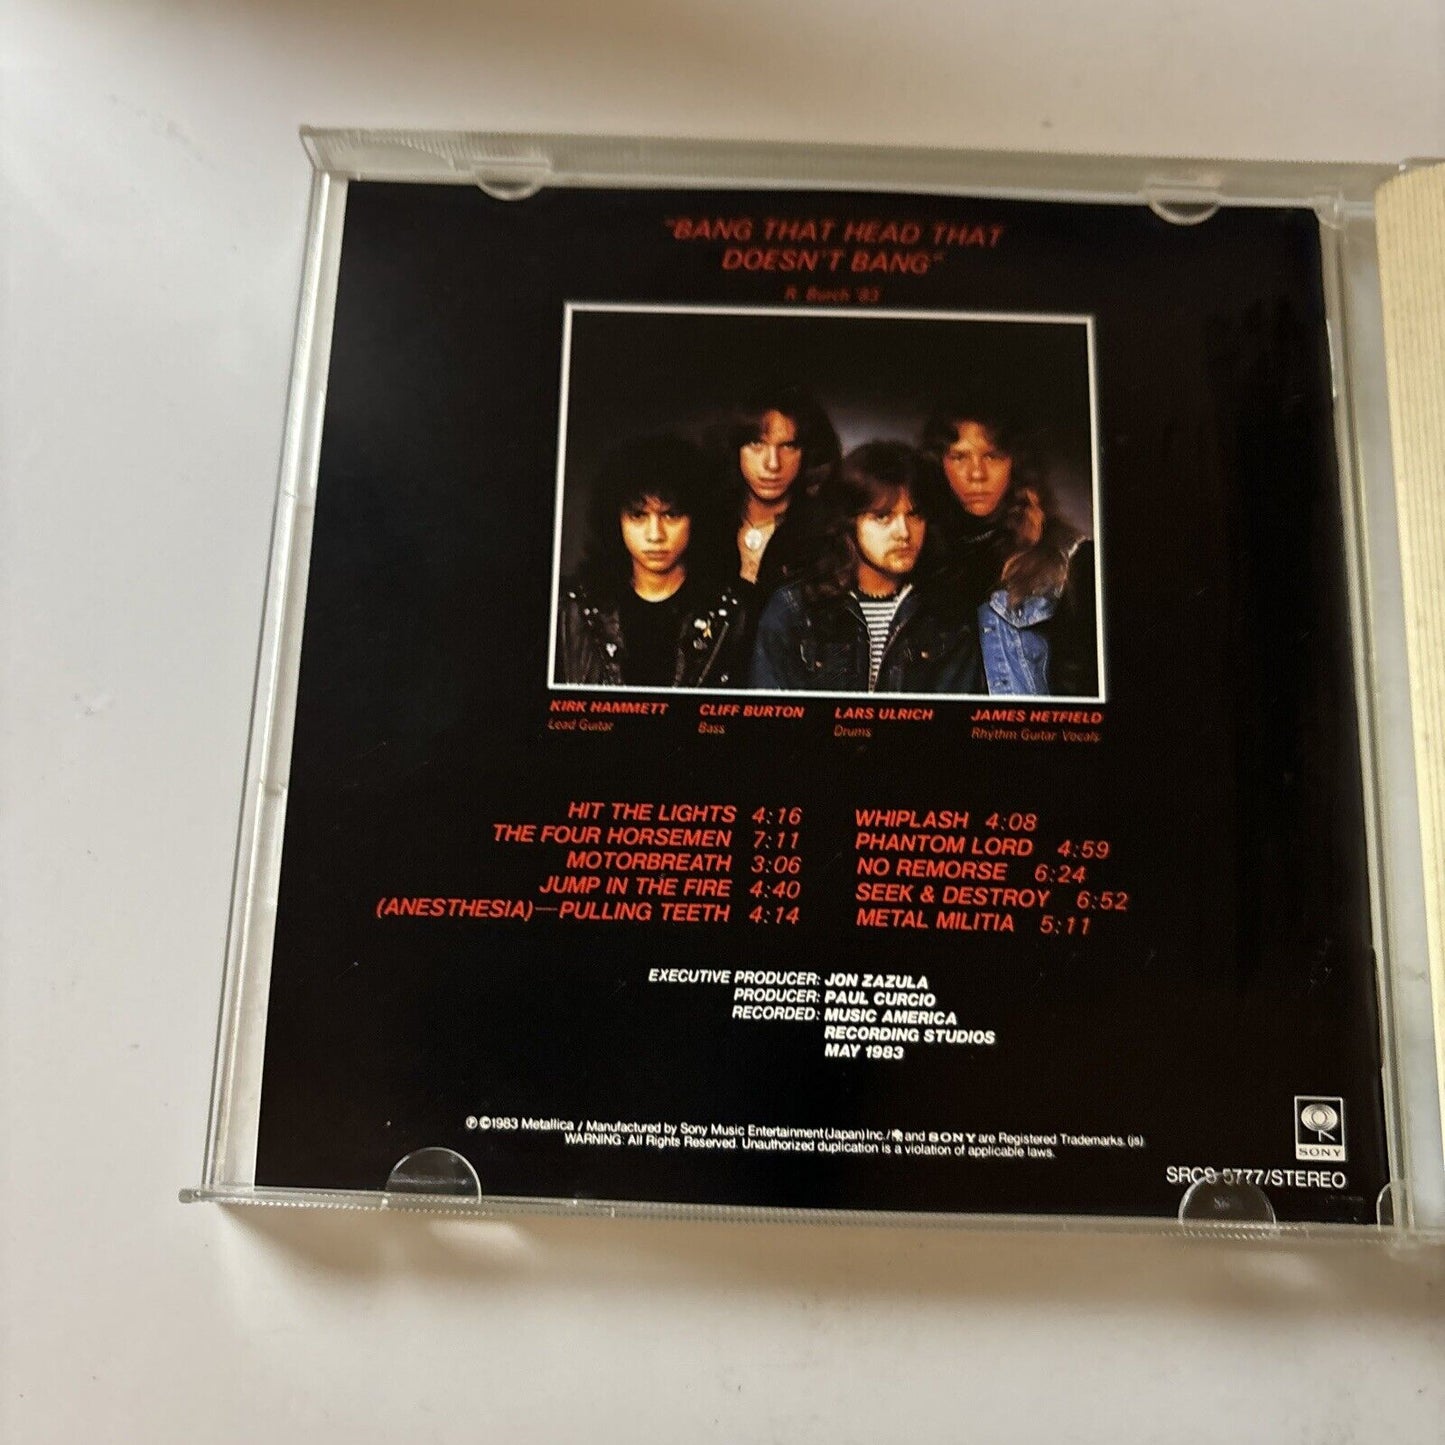 "BANG THAT HEAD THAT
DOESN'T BANG"
R. Burch '83
KIRK HAMMETT
Lead Guitar
CLIFF BURTON
Bass
LARS ULRICH
Drums
JAMES HETFIELD
Rhythm Guitar Vocals
HIT THE LIGHTS 4:16
THE FOUR HORSEMEN 7:11
MOTORBREATH 3:06
JUMP IN THE FIRE 4:40
(ANESTHESIA)—PULLING TEETH 4:14
WHIPLASH 4:08
PHANTOM LORD 4:59
NO REMORSE 6:24
SEEK & DESTROY 6:52
METAL MILITIA 5:11
EXECUTIVE PRODUCER: JON ZAZULA
PRODUCER: PAUL CURCIO
RECORDED: MUSIC AMERICA
RECORDING STUDIOS
MAY 1983
℗©1983 Metallica / Manufactured by Sony Music Entertainment (Japan) Inc./ and SONY are Registered Trademarks. (js)
WARNING: All Rights Reserved. Unauthorized duplication is a violation of applicable laws.
SONY
SRCS 5777/STEREO